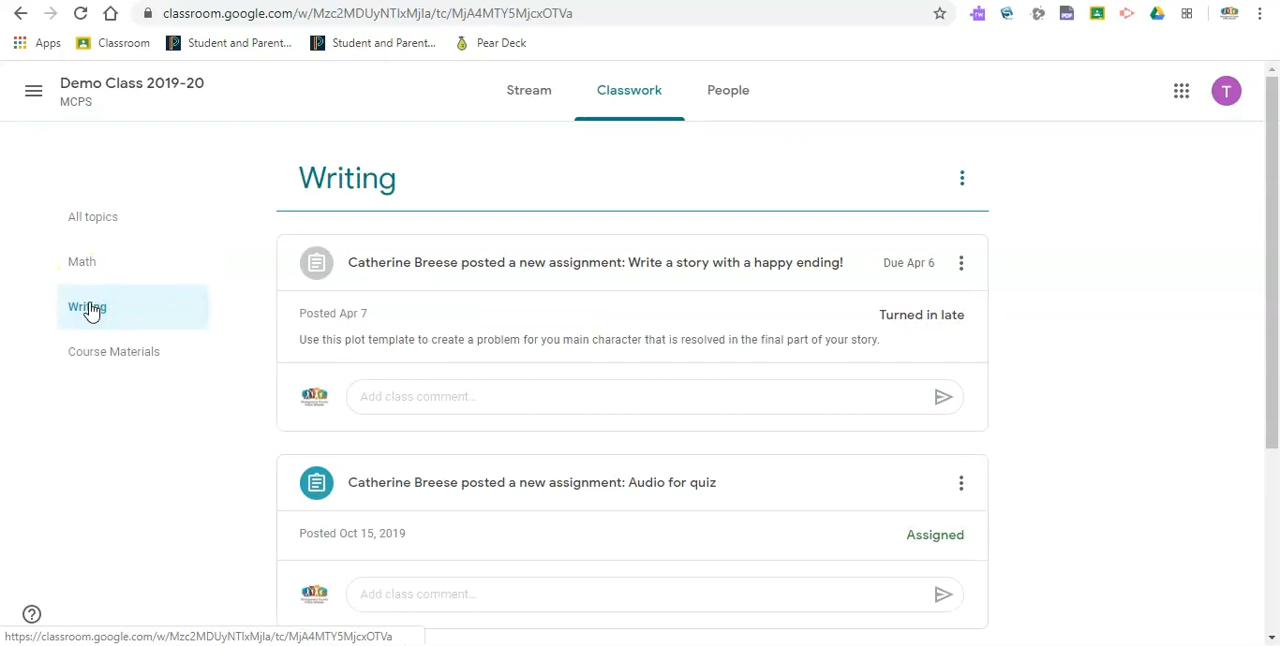 classroom.google.com/w/Mzc2MDUyNTIxMjIa/tc/MjA4MTY5MjcxOTVa
Apps
Classroom
Student and Parent...
Student and Parent...
Pear Deck
Demo Class 2019-20
MCPS
Stream
Classwork
People
T
All topics
Math
Writing
Course Materials
Writing
Catherine Breese posted a new assignment: Write a story with a happy ending!
Due Apr 6
Posted Apr 7
Turned in late
Use this plot template to create a problem for you main character that is resolved in the final part of your story.
Add class comment...
Catherine Breese posted a new assignment: Audio for quiz
Posted Oct 15, 2019
Assigned
Add class comment...
https://classroom.google.com/w/Mzc2MDUyNTIxMjIa/tc/MjA4MTY5MjcxOTVa